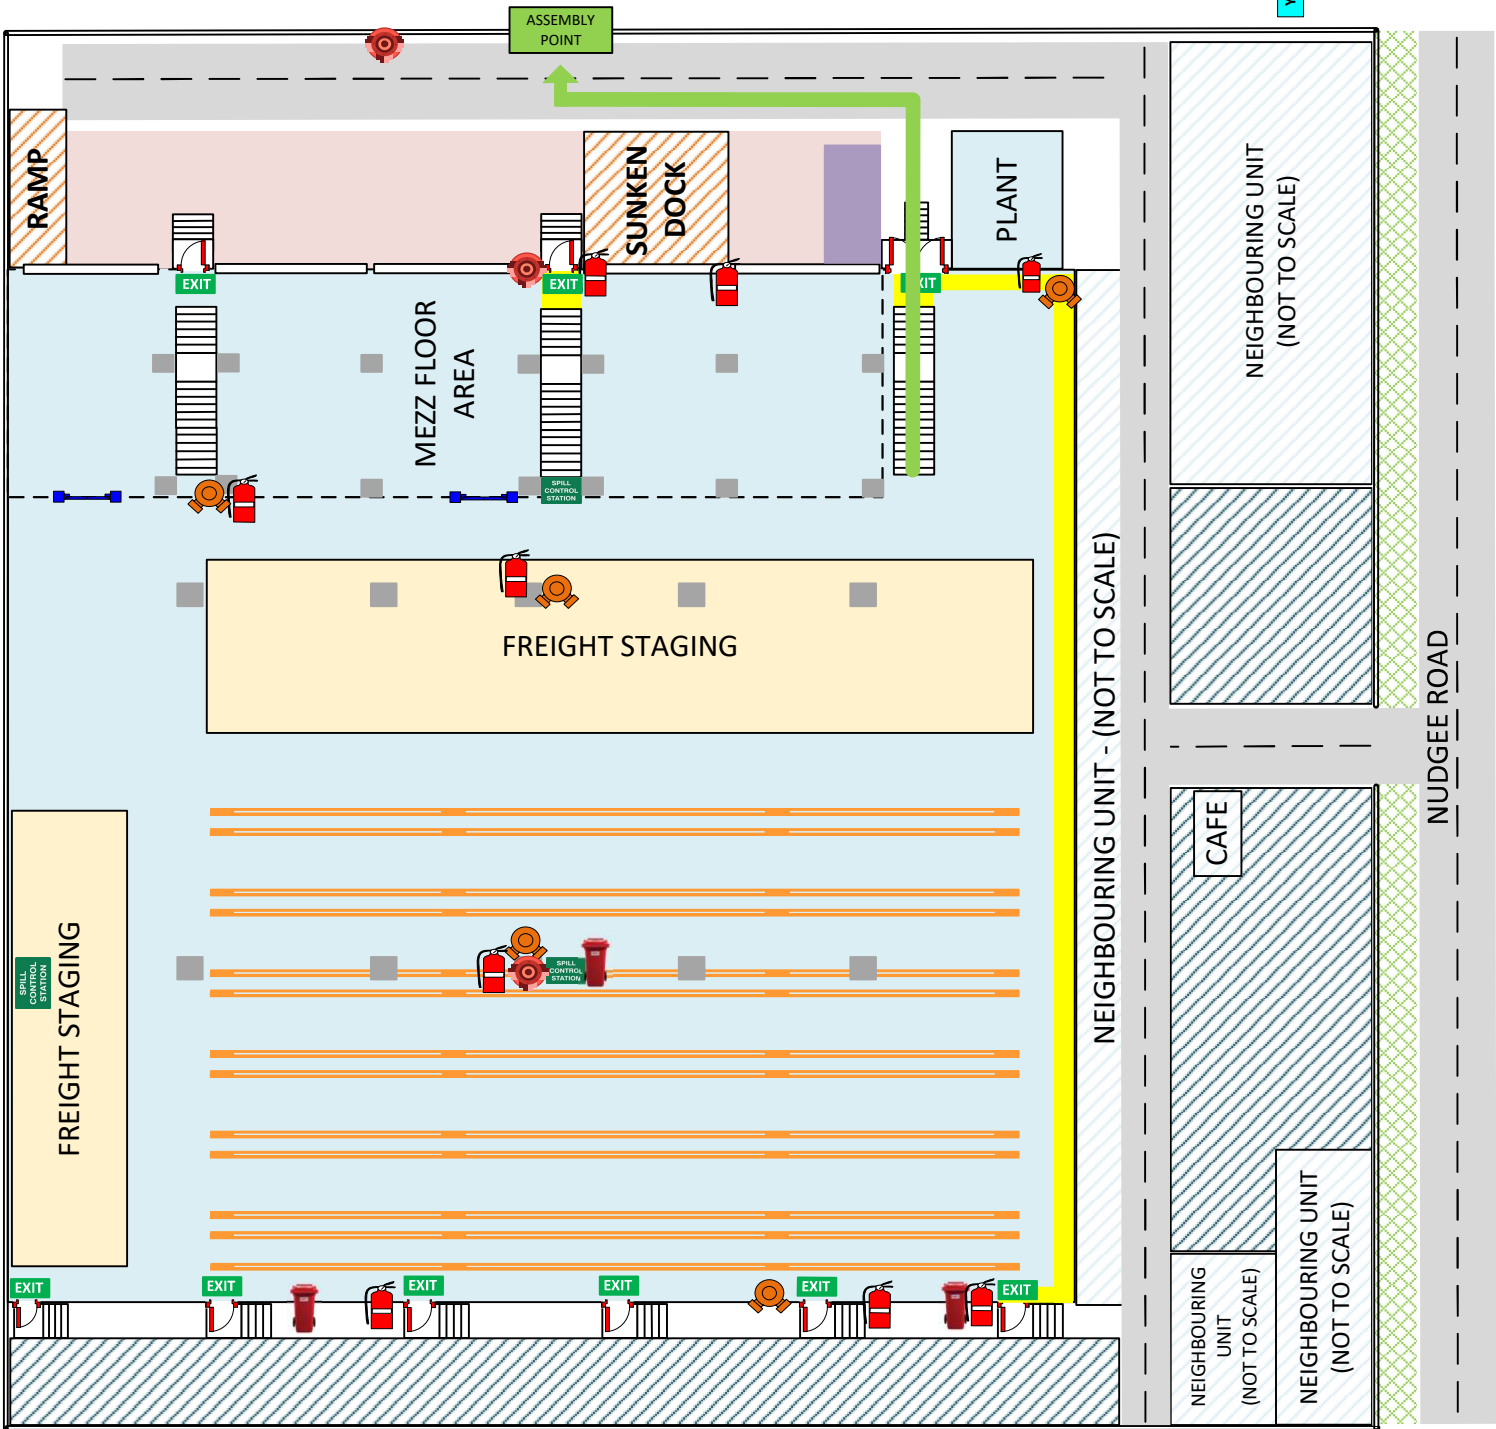 ASSEMBLY
POINT
RAMP
SUNKEN
DOCK
PLANT
NEIGHBOURING UNIT
(NOT TO SCALE)
EXIT
EXIT
EXIT
MEZZ FLOOR
AREA
SPILL
CONTROL
STATION
FREIGHT STAGING
NEIGHBOURING UNIT - (NOT TO SCALE)
NUDGEE ROAD
CAFE
FREIGHT STAGING
SPILL
CONTROL
STATION
SPILL
CONTROL
STATION
EXIT
EXIT
EXIT
EXIT
EXIT
EXIT
NEIGHBOURING
UNIT
(NOT TO SCALE)
NEIGHBOURING UNIT
(NOT TO SCALE)